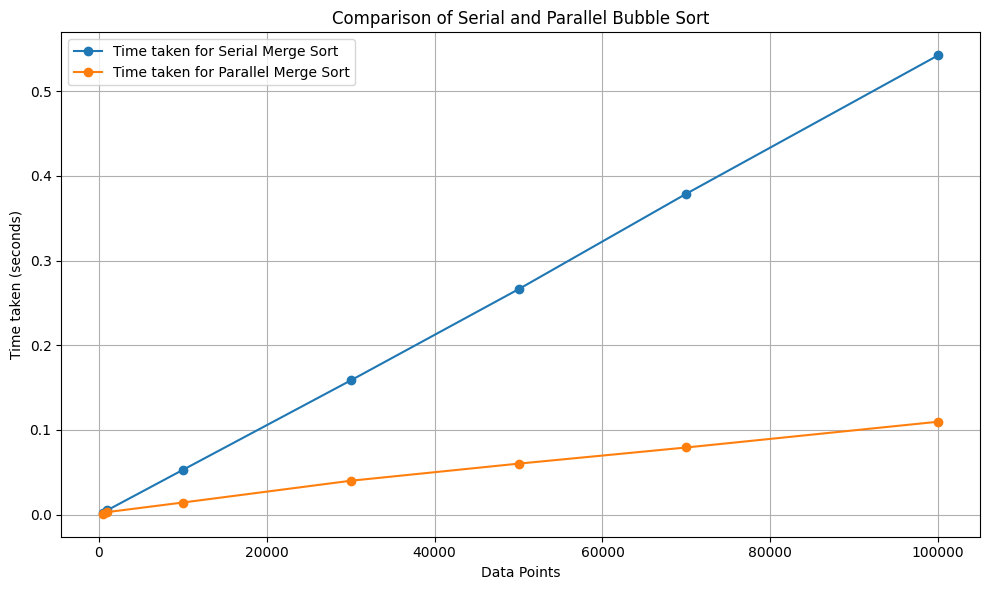 Comparison of Serial and Parallel Bubble Sort
Time taken for Serial Merge Sort
Time taken for Parallel Merge Sort
Time taken (seconds)
0.5
0.4
0.3
0.2
0.1
0.0
0 20000 40000 60000 80000 100000
Data Points